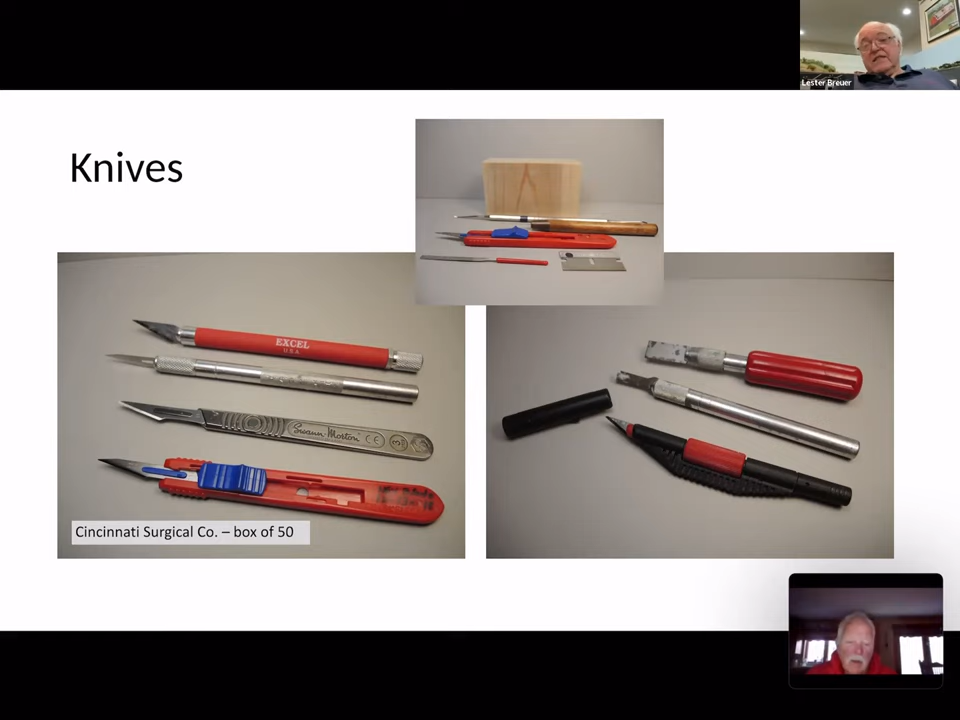 Lester Breuer
Knives
EXCEL
U.S.A.
Swann-Morton
CE
3
Cincinnati Surgical Co. – box of 50